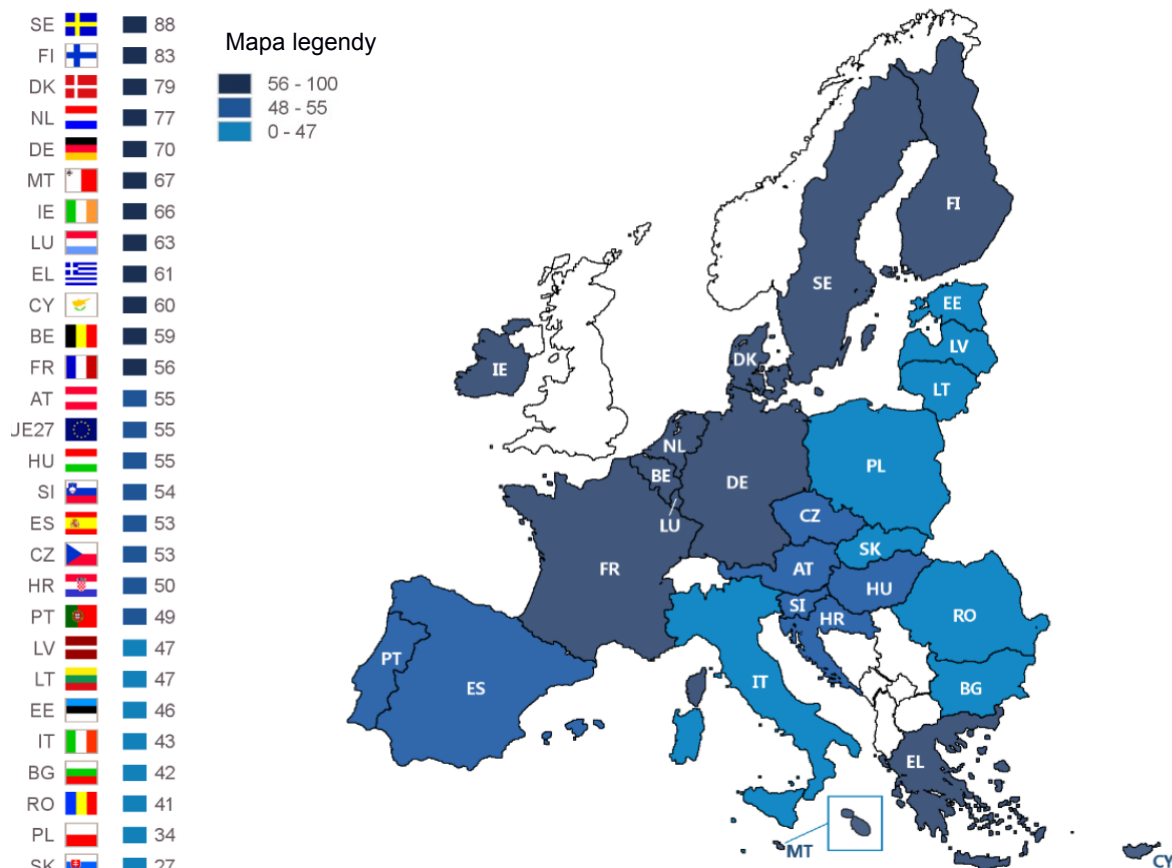 SE 88
FI 83
DK 79
NL 77
DE 70
MT 67
IE 66
LU 63
EL 61
CY 60
BE 59
FR 56
AT 55
JE27 55
HU 55
SI 54
ES 53
CZ 53
HR 50
PT 49
LV 47
LT 47
EE 46
IT 43
BG 42
RO 41
PL 34
SK 27
Mapa legendy
56 - 100
48 - 55
0 - 47
FI
SE
EE
LV
DK
LT
IE
NL
PL
BE
DE
CZ
LU
SK
FR
AT
HU
SI
HR
RO
PT
ES
IT
BG
EL
MT
CY